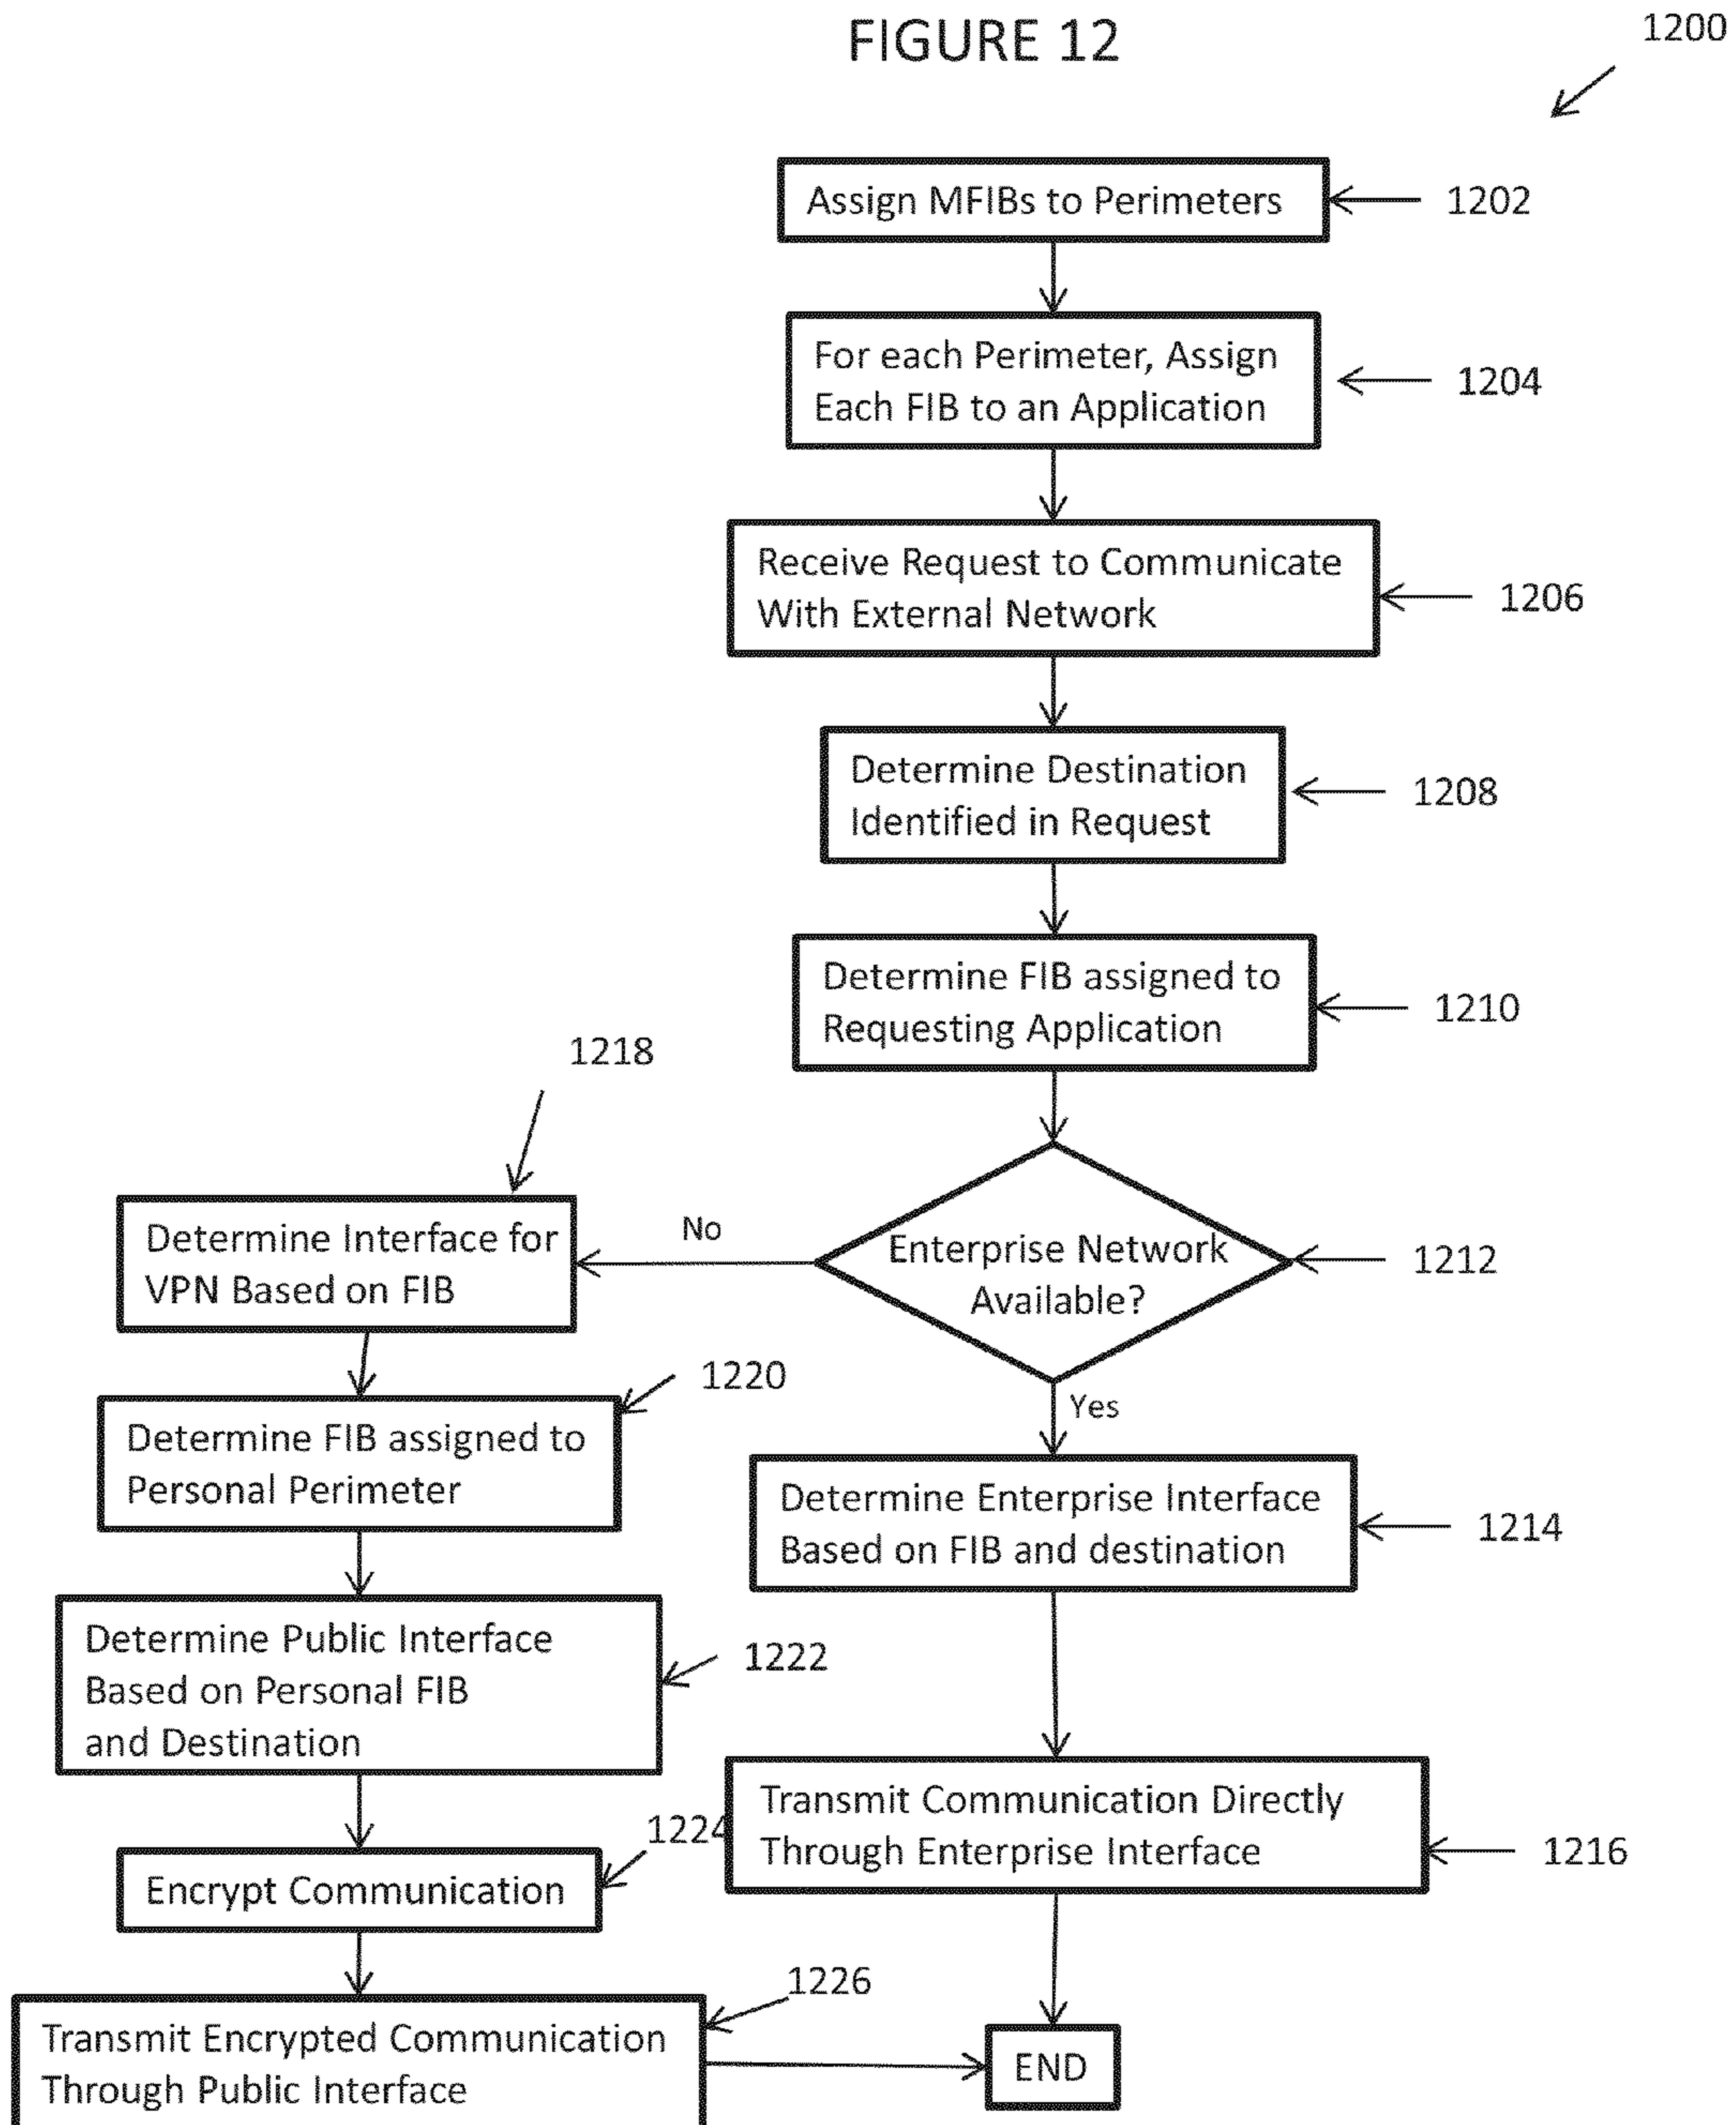 FIGURE 12
1200
Assign MFIBs to Perimeters
1202
For each Perimeter, Assign
Each FIB to an Application
1204
Receive Request to Communicate
With External Network
1206
Determine Destination
Identified in Request
1208
Determine FIB assigned to
Requesting Application
1210
1218
Determine Interface for
VPN Based on FIB
No
Enterprise Network
Available?
1212
1220
Yes
Determine FIB assigned to
Personal Perimeter
Determine Enterprise Interface
Based on FIB and destination
1214
Determine Public Interface
Based on Personal FIB
and Destination
1222
Transmit Communication Directly
Through Enterprise Interface
1216
1224
Encrypt Communication
1226
Transmit Encrypted Communication
Through Public Interface
END